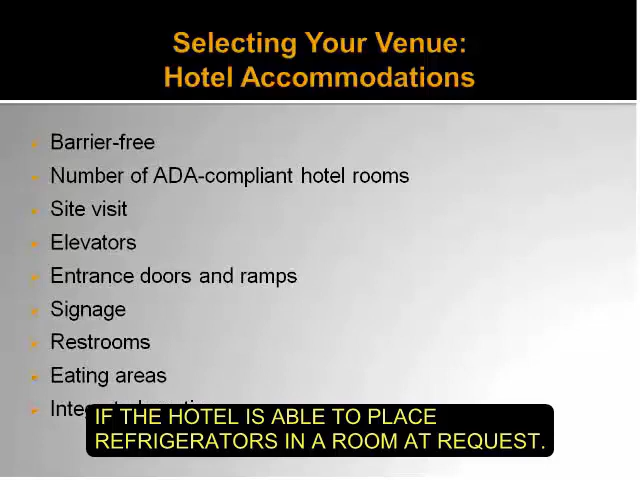 Selecting Your Venue:
Hotel Accommodations
Barrier-free
Number of ADA-compliant hotel rooms
Site visit
Elevators
Entrance doors and ramps
Signage
Restrooms
Eating areas
IF THE HOTEL IS ABLE TO PLACE
REFRIGERATORS IN A ROOM AT REQUEST.